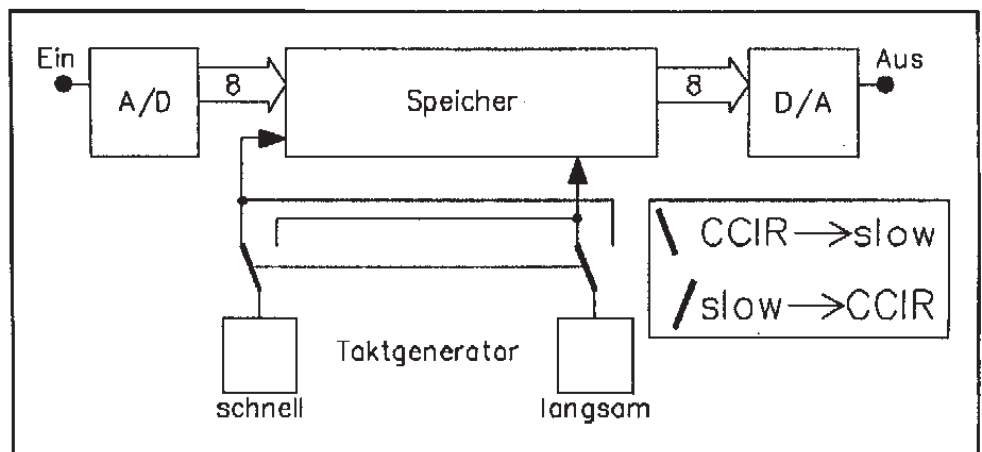 Ein
A/D
8
Speicher
8
D/A
Aus
CCIR → slow
slow → CCIR
Taktgenerator
schnell
langsam